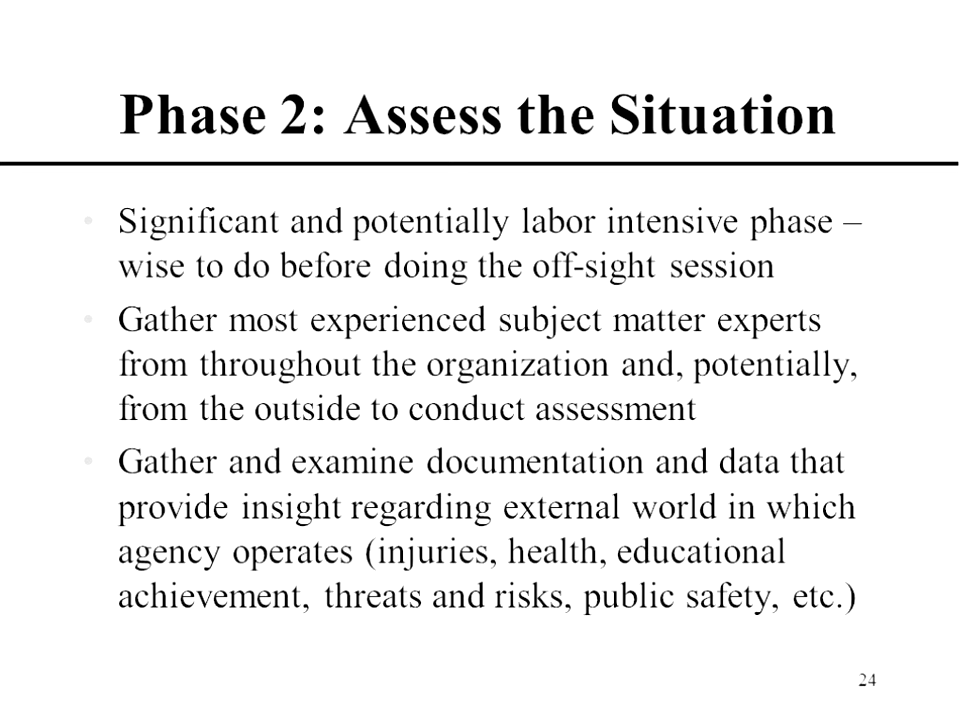 Phase 2: Assess the Situation
• Significant and potentially labor intensive phase –
wise to do before doing the off-sight session
• Gather most experienced subject matter experts
from throughout the organization and, potentially,
from the outside to conduct assessment
• Gather and examine documentation and data that
provide insight regarding external world in which
agency operates (injuries, health, educational
achievement, threats and risks, public safety, etc.)
24